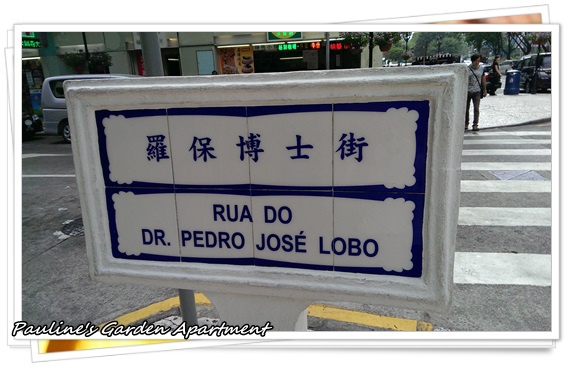 羅保博士街
RUA DO
DR. PEDRO JOSÉ LOBO
Pauline's Garden Apartment